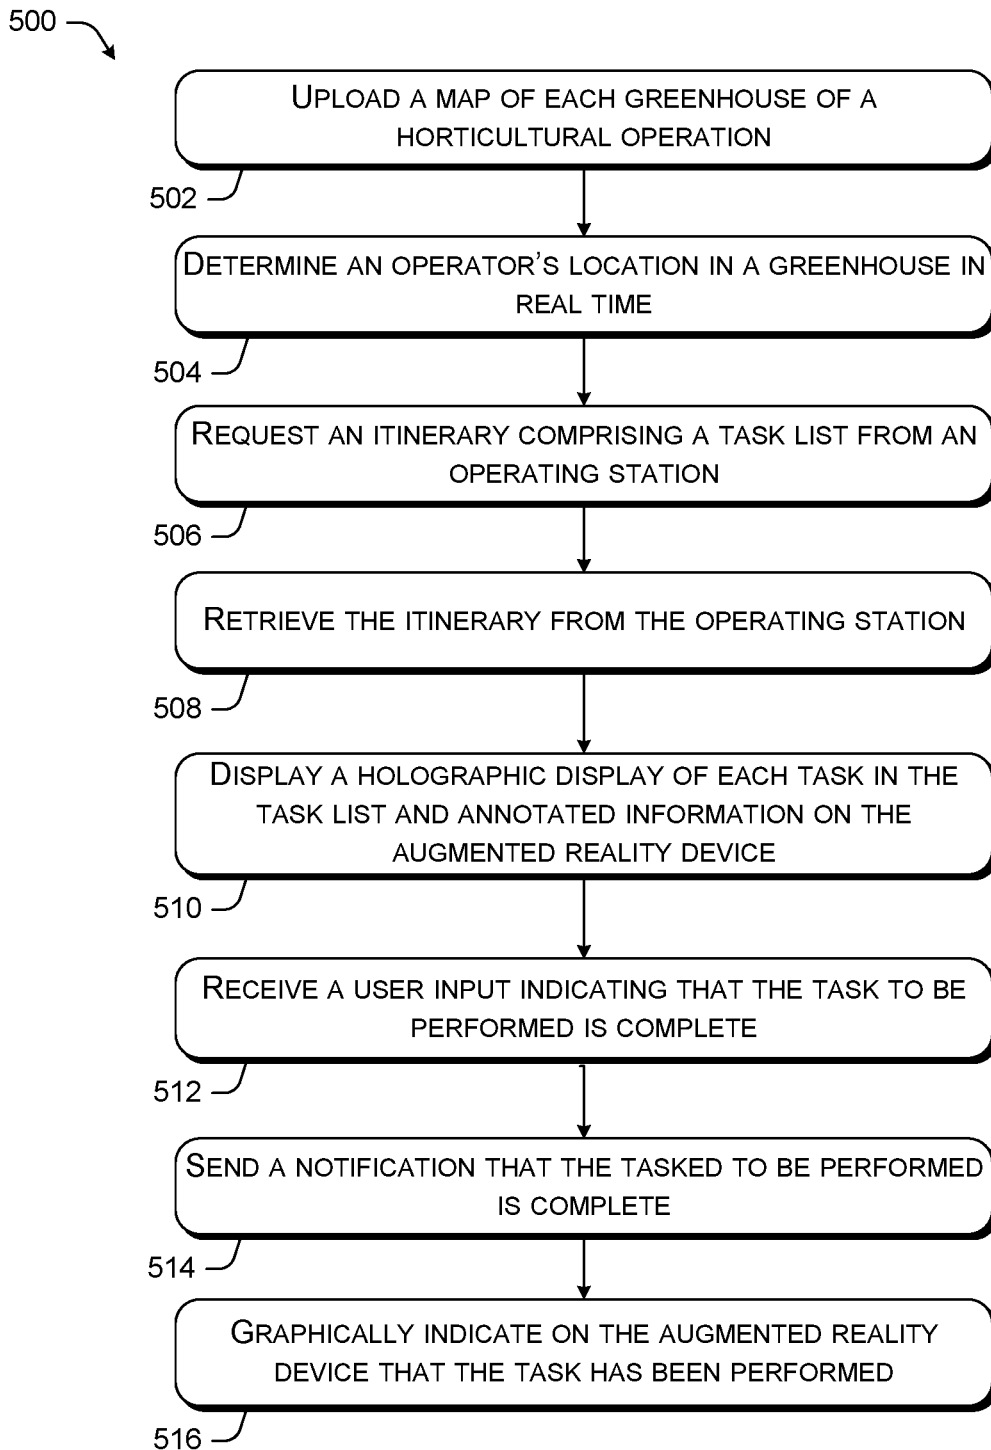 500
UPLOAD A MAP OF EACH GREENHOUSE OF A
HORTICULTURAL OPERATION
502
DETERMINE AN OPERATOR'S LOCATION IN A GREENHOUSE IN
REAL TIME
504
REQUEST AN ITINERARY COMPRISING A TASK LIST FROM AN
OPERATING STATION
506
RETRIEVE THE ITINERARY FROM THE OPERATING STATION
508
DISPLAY A HOLOGRAPHIC DISPLAY OF EACH TASK IN THE
TASK LIST AND ANNOTATED INFORMATION ON THE
AUGMENTED REALITY DEVICE
510
RECEIVE A USER INPUT INDICATING THAT THE TASK TO BE
PERFORMED IS COMPLETE
512
SEND A NOTIFICATION THAT THE TASKED TO BE PERFORMED
IS COMPLETE
514
GRAPHICALLY INDICATE ON THE AUGMENTED REALITY
DEVICE THAT THE TASK HAS BEEN PERFORMED
516